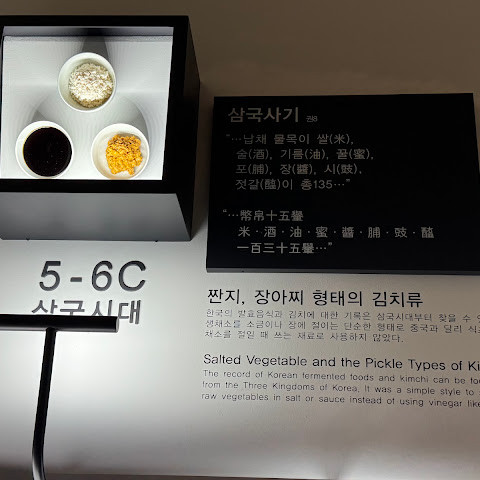 삼국사기 권8
“...납채 물목이 쌀(米),
술(酒), 기름(油), 꿀(蜜),
포(脯), 장(醬), 시(豉),
젓갈(醢)이 총135...”
“...幣帛十五轝
米·酒·油·蜜·醬·脯·豉·醢
一百三十五轝...”
5-6C
삼국시대
짠지, 장아찌 형태의 김치류
한국의 발효음식과 김치에 대한 기록은 삼국시대부터 찾을 수
생채소를 소금이나 장에 절이는 단순한 형태로 중국과 달리
채소를 절일 때 쓰는 재료로 사용하지 않았다.
Salted Vegetable and the Pickle Types of
The record of Korean fermented foods and kimchi can be
from the Three Kingdoms of Korea. It was a simple style to
raw vegetables in salt or sauce instead of using vinegar